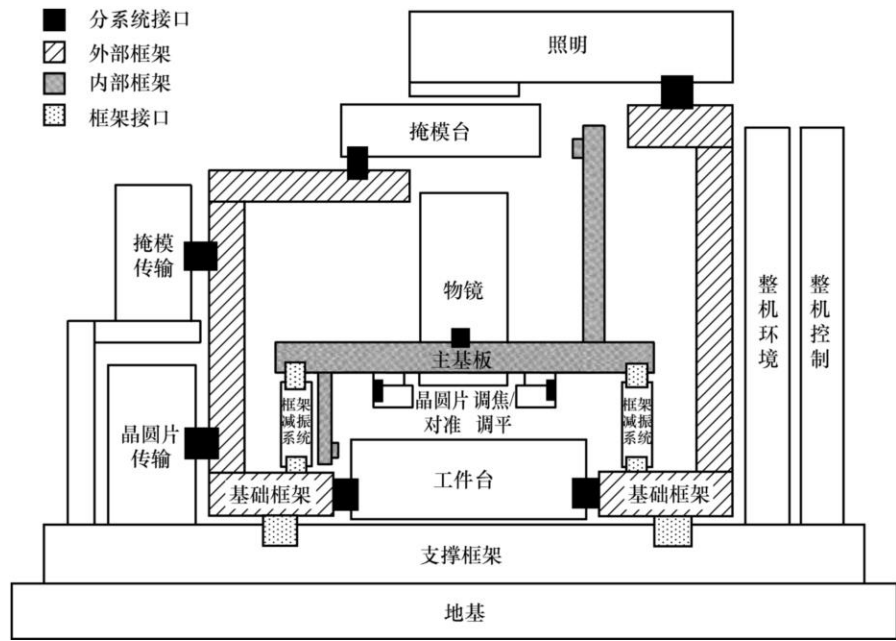 分系统接口
外部框架
内部框架
框架接口
照明
掩模台
掩模
传输
物镜
整机环境
整机控制
主基板
框架
减振
系统
晶圆片 调焦/
对准 调平
框架
减振
系统
晶圆片
传输
工件台
基础框架
基础框架
支撑框架
地基